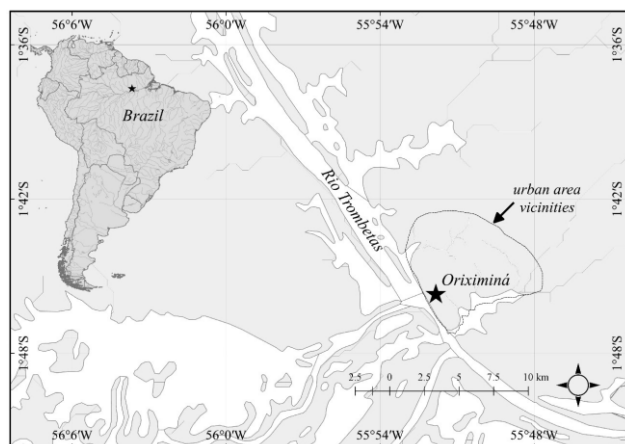 56°6'W
56°0'W
55°54'W
55°48'W
1°36'S
1°36'S
Brazil
Rio Trombetas
urban area
vicinities
1°42'S
1°42'S
Oriximiná
1°48'S
1°48'S
2.5 0 2.5 5 7.5 10 km
56°6'W
56°0'W
55°54'W
55°48'W